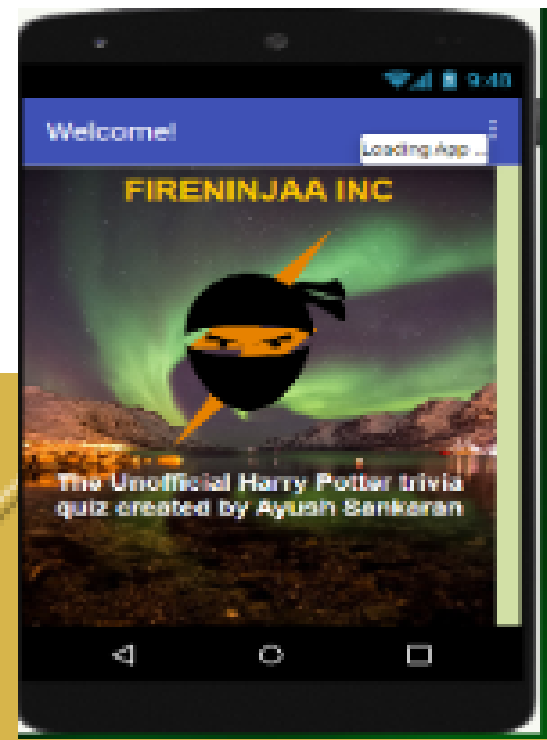 9:48
Welcome!
Loading App ...
FIRENINJAA INC
The Unofficial Harry Potter trivia
quiz created by Ayush Sankaran